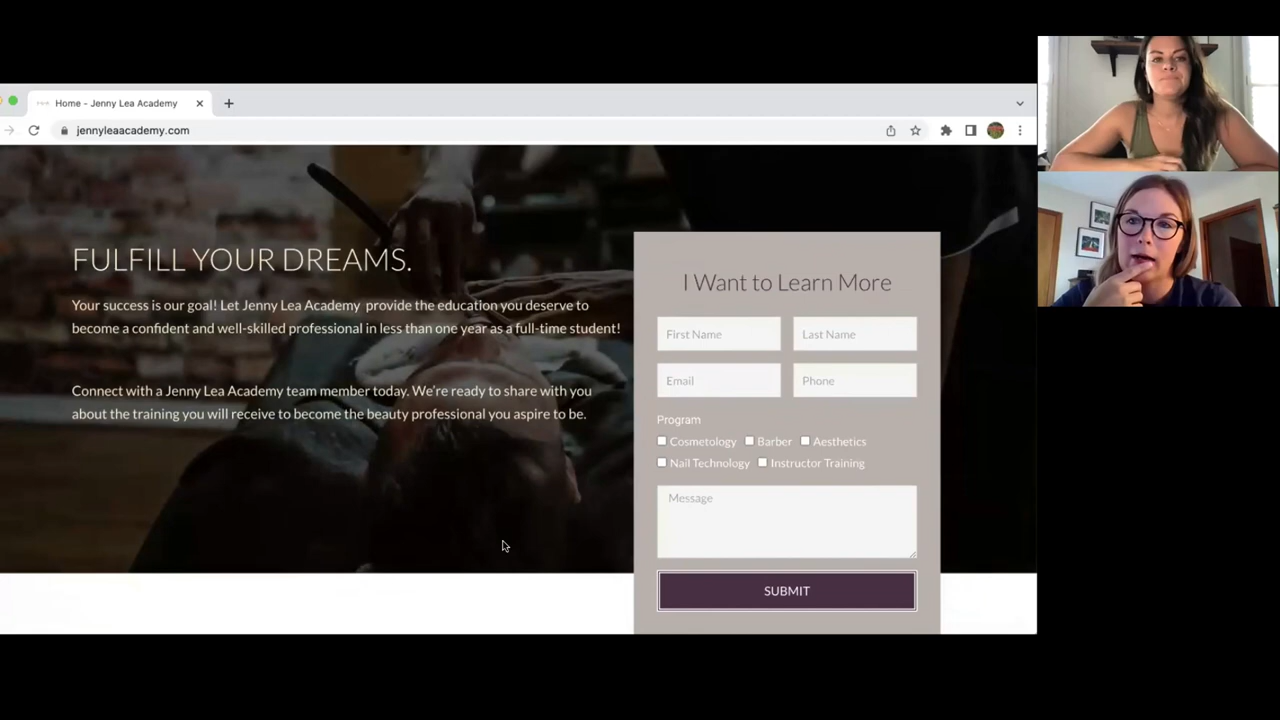 Home - Jenny Lea Academy
jennyleaacademy.com
FULFILL YOUR DREAMS.
Your success is our goal! Let Jenny Lea Academy provide the education you deserve to
become a confident and well-skilled professional in less than one year as a full-time student!
Connect with a Jenny Lea Academy team member today. We're ready to share with you
about the training you will receive to become the beauty professional you aspire to be.
I Want to Learn More
First Name Last Name
Email Phone
Program
Cosmetology Barber Aesthetics
Nail Technology Instructor Training
Message
SUBMIT